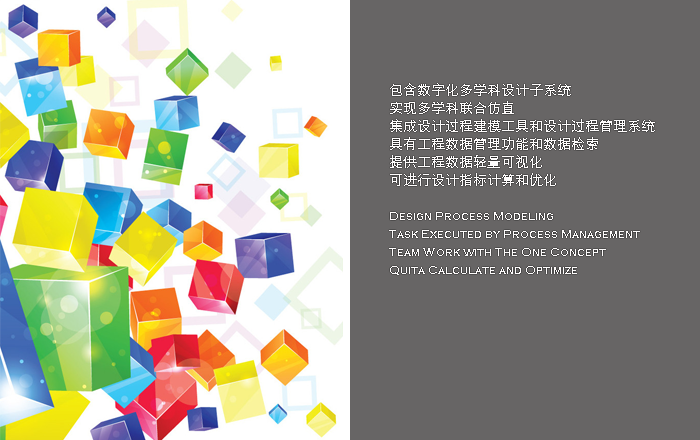 包含数字化多学科设计子系统
实现多学科联合仿真
集成设计过程建模工具和设计过程管理系统
具有工程数据管理功能和数据检索
提供工程数据轻量可视化
可进行设计指标计算和优化
Design Process Modeling
Task Executed by Process Management
Team Work with The One Concept
Quita Calculate and Optimize